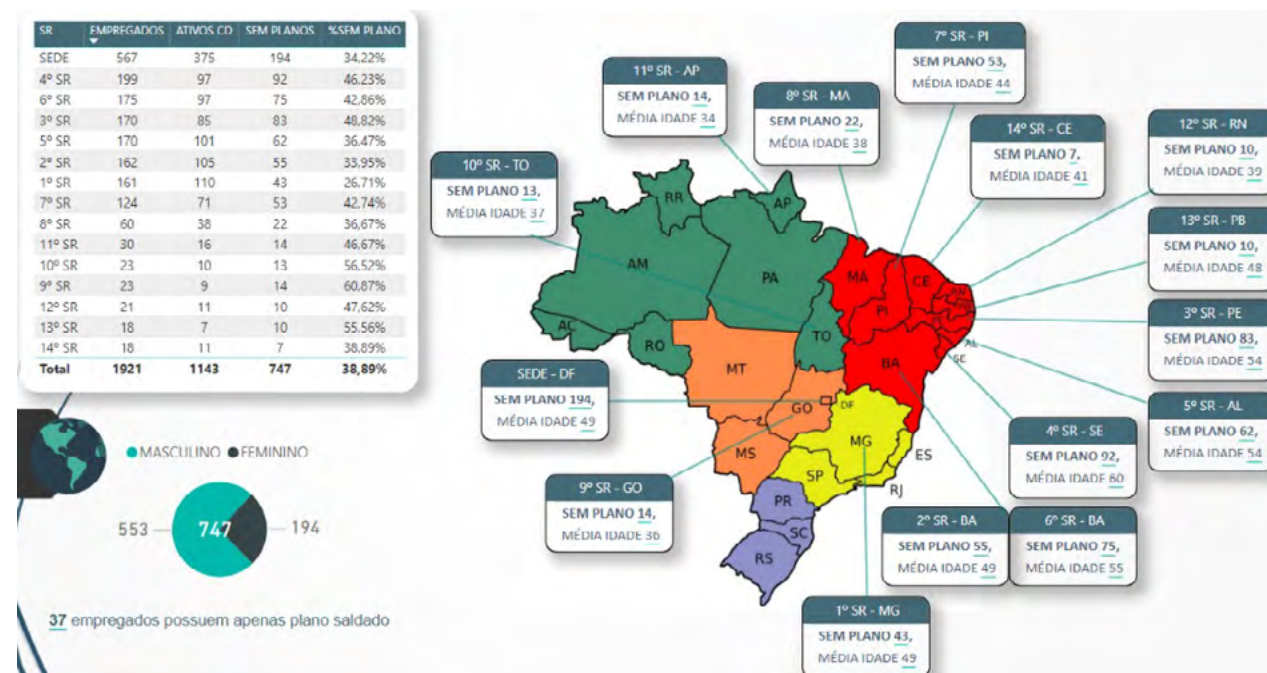 SR EMPREGADOS ATIVOS CD SEM PLANOS %SEM PLANO
SEDE 567 375 194 34,22%
4º SR 199 97 92 46,23%
6º SR 175 97 75 42,86%
3º SR 170 85 83 48,82%
5º SR 170 101 62 36,47%
2º SR 162 105 55 33,95%
1º SR 161 110 43 26,71%
7º SR 124 71 53 42,74%
8º SR 60 38 22 36,67%
11º SR 30 16 14 46,67%
10º SR 23 10 13 56,52%
9º SR 23 9 14 60,87%
12º SR 21 11 10 47,62%
13º SR 18 7 10 55,56%
14º SR 18 11 7 38,89%
Total 1921 1143 747 38,89%
MASCULINO FEMININO
553 747 194
37 empregados possuem apenas plano saldado
7º SR - PI
SEM PLANO 53,
MÉDIA IDADE 44
11º SR - AP
SEM PLANO 14,
MÉDIA IDADE 34
8º SR - MA
SEM PLANO 22,
MÉDIA IDADE 38
14º SR - CE
SEM PLANO 7,
MÉDIA IDADE 41
12º SR - RN
SEM PLANO 10,
MÉDIA IDADE 39
10º SR - TO
SEM PLANO 13,
MÉDIA IDADE 37
13º SR - PB
SEM PLANO 10,
MÉDIA IDADE 48
3º SR - PE
SEM PLANO 83,
MÉDIA IDADE 54
SEDE - DF
SEM PLANO 194,
MÉDIA IDADE 49
5º SR - AL
SEM PLANO 62,
MÉDIA IDADE 54
4º SR - SE
SEM PLANO 92,
MÉDIA IDADE 60
9º SR - GO
SEM PLANO 14,
MÉDIA IDADE 36
2º SR - BA
SEM PLANO 55,
MÉDIA IDADE 49
6º SR - BA
SEM PLANO 75,
MÉDIA IDADE 55
1º SR - MG
SEM PLANO 43,
MÉDIA IDADE 49
RR
AP
AM
PA
MA
CE
RN
PB
PI
PE
AL
SE
AC
RO
TO
BA
MT
GO
DF
MG
ES
MS
SP
RJ
PR
SC
RS